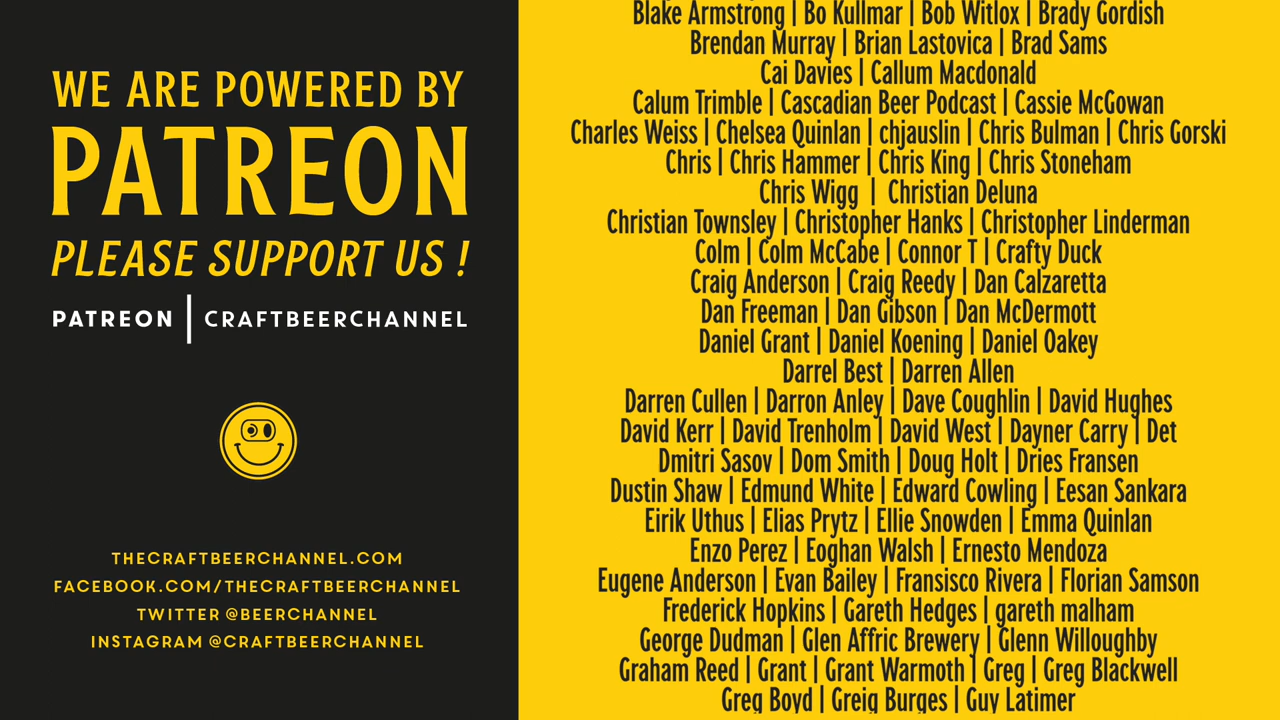 WE ARE POWERED BY
PATREON
PLEASE SUPPORT US !
PATREON | CRAFTBEERCHANNEL
THECRAFTBEERCHANNEL.COM
FACEBOOK.COM/THECRAFTBEERCHANNEL
TWITTER @BEERCHANNEL
INSTAGRAM @CRAFTBEERCHANNEL
Blake Armstrong | Bo Kullmar | Bob Witlox | Brady Gordish
Brendan Murray | Brian Lastovica | Brad Sams
Cai Davies | Callum Macdonald
Calum Trimble | Cascadian Beer Podcast | Cassie McGowan
Charles Weiss | Chelsea Quinlan | chjauslin | Chris Bulman | Chris Gorski
Chris | Chris Hammer | Chris King | Chris Stoneham
Chris Wigg | Christian Deluna
Christian Townsley | Christopher Hanks | Christopher Linderman
Colm | Colm McCabe | Connor T | Crafty Duck
Craig Anderson | Craig Reedy | Dan Calzaretta
Dan Freeman | Dan Gibson | Dan McDermott
Daniel Grant | Daniel Koening | Daniel Oakey
Darrel Best | Darren Allen
Darren Cullen | Darron Anley | Dave Coughlin | David Hughes
David Kerr | David Trenholm | David West | Dayner Carry | Det
Dmitri Sasov | Dom Smith | Doug Holt | Dries Fransen
Dustin Shaw | Edmund White | Edward Cowling | Eesan Sankara
Eirik Uthus | Elias Prytz | Ellie Snowden | Emma Quinlan
Enzo Perez | Eoghan Walsh | Ernesto Mendoza
Eugene Anderson | Evan Bailey | Fransisco Rivera | Florian Samson
Frederick Hopkins | Gareth Hedges | gareth malham
George Dudman | Glen Affric Brewery | Glenn Willoughby
Graham Reed | Grant | Grant Warmoth | Greg | Greg Blackwell
Greg Boyd | Greig Burges | Guy Latimer